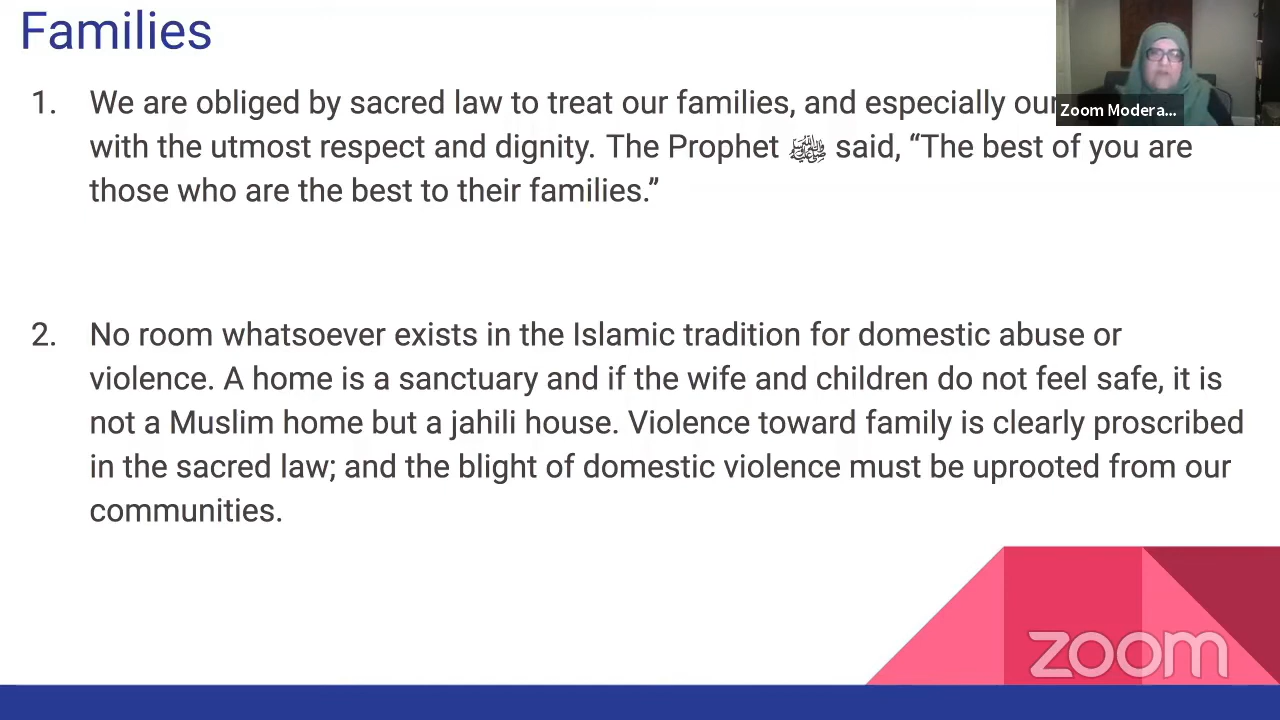 Families
1. We are obliged by sacred law to treat our families, and especially our
with the utmost respect and dignity. The Prophet ﷺ said, “The best of you are
those who are the best to their families.”
2. No room whatsoever exists in the Islamic tradition for domestic abuse or
violence. A home is a sanctuary and if the wife and children do not feel safe, it is
not a Muslim home but a jahili house. Violence toward family is clearly proscribed
in the sacred law; and the blight of domestic violence must be uprooted from our
communities.
Zoom Modera...
zoom